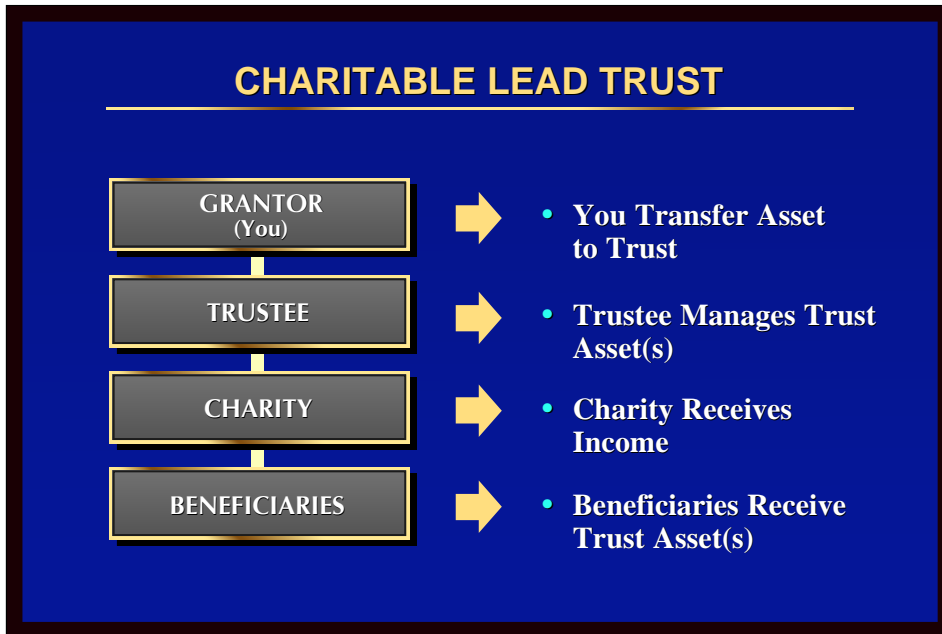 CHARITABLE LEAD TRUST
GRANTOR
(You)
• You Transfer Asset
to Trust
TRUSTEE
• Trustee Manages Trust
Asset(s)
CHARITY
• Charity Receives
Income
BENEFICIARIES
• Beneficiaries Receive
Trust Asset(s)